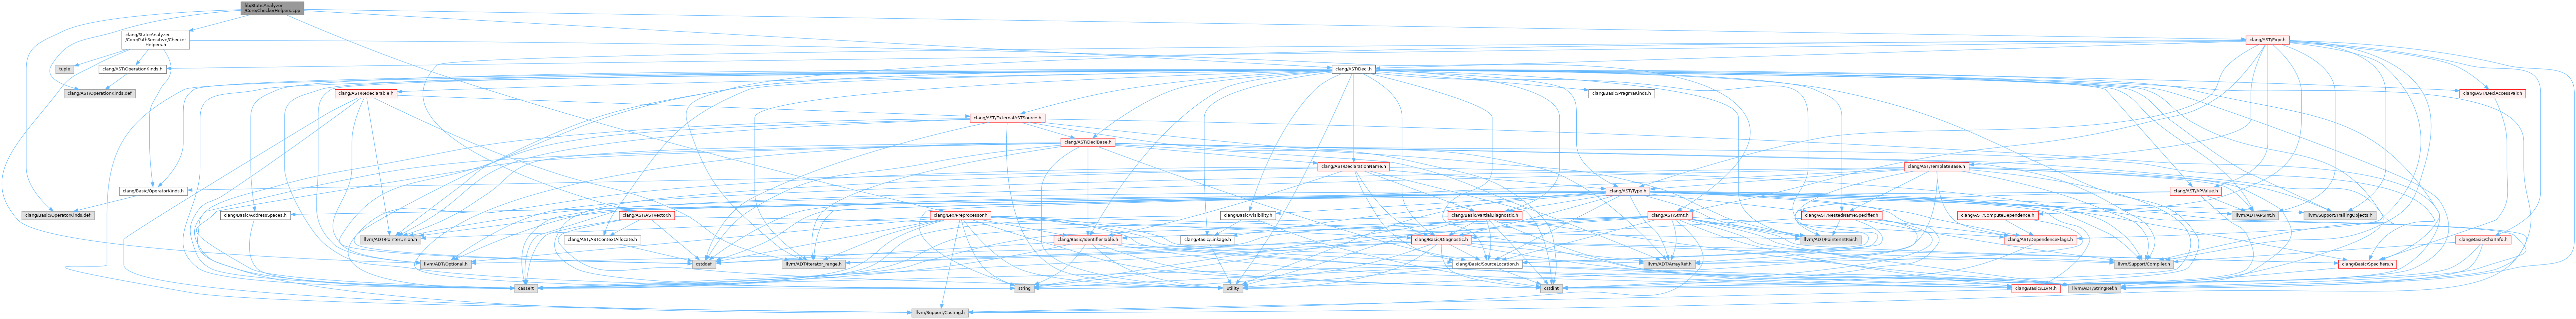 lib/StaticAnalyzer
/Core/CheckerHelpers.cpp
clang/StaticAnalyzer
/Core/PathSensitive/Checker
Helpers.h
clang/AST/Expr.h
tuple
clang/AST/OperationKinds.h
clang/AST/Decl.h
clang/AST/OperationKinds.def
clang/AST/Redeclarable.h
clang/Basic/PragmaKinds.h
clang/AST/DeclAccessPair.h
clang/AST/ExternalASTSource.h
clang/AST/DeclBase.h
clang/AST/DeclarationName.h
clang/AST/TemplateBase.h
clang/Basic/OperatorKinds.h
clang/AST/Type.h
clang/AST/APValue.h
clang/Basic/OperatorKinds.def
clang/Basic/AddressSpaces.h
clang/AST/ASTVector.h
clang/Lex/Preprocessor.h
clang/Basic/Visibility.h
clang/Basic/PartialDiagnostic.h
clang/AST/Stmt.h
clang/AST/NestedNameSpecifier.h
clang/AST/ComputeDependence.h
llvm/ADT/APSInt.h
llvm/Support/TrailingObjects.h
llvm/ADT/PointerUnion.h
clang/AST/ASTContextAllocate.h
clang/Basic/IdentifierTable.h
clang/Basic/Linkage.h
clang/Basic/Diagnostic.h
llvm/ADT/PointerIntPair.h
clang/AST/DependenceFlags.h
clang/Basic/CharInfo.h
llvm/ADT/Optional.h
cstddef
llvm/ADT/iterator_range.h
clang/Basic/SourceLocation.h
llvm/ADT/ArrayRef.h
llvm/Support/Compiler.h
clang/Basic/Specifiers.h
cassert
string
utility
cstdint
clang/Basic/LLVM.h
llvm/ADT/StringRef.h
llvm/Support/Casting.h